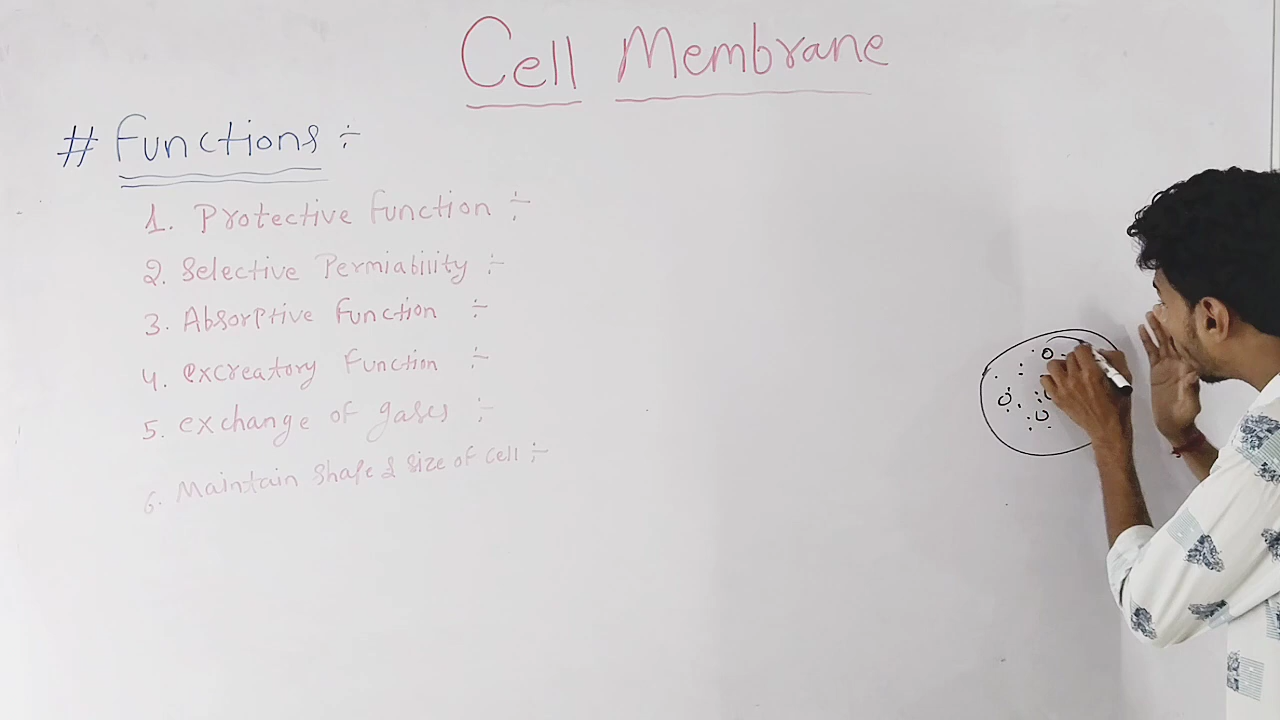 Cell Membrane
# Functions ÷
1. Protective function ÷
2. Selective Permiability ÷
3. Absorptive function ÷
4. excreatory function ÷
5. exchange of gases ÷
6. Maintain shape & size of cell ÷